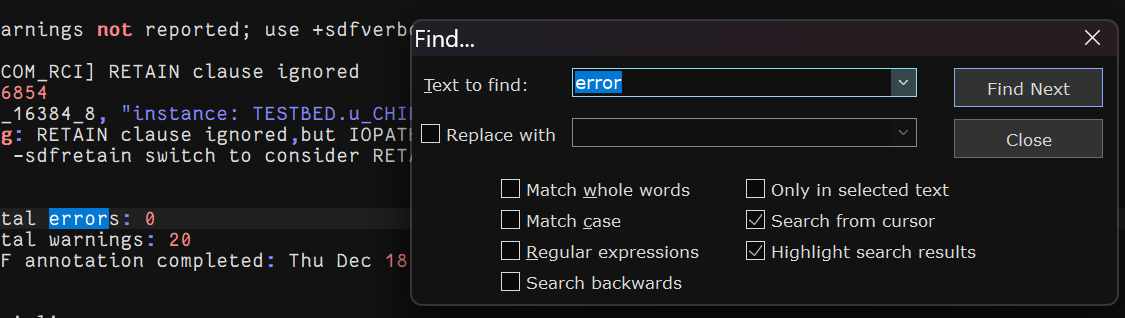 arnings not reported; use +sdfverbo
COM_RCI] RETAIN clause ignored
6854
_16384_8, "instance: TESTBED.u_CHI
g: RETAIN clause ignored,but IOPATH
-sdfretain switch to consider RETA
tal errors: 0
tal warnings: 20
F annotation completed: Thu Dec 18
Find...
Text to find:
error
Find Next
Replace with
Close
Match whole words
Only in selected text
Match case
Search from cursor
Regular expressions
Highlight search results
Search backwards